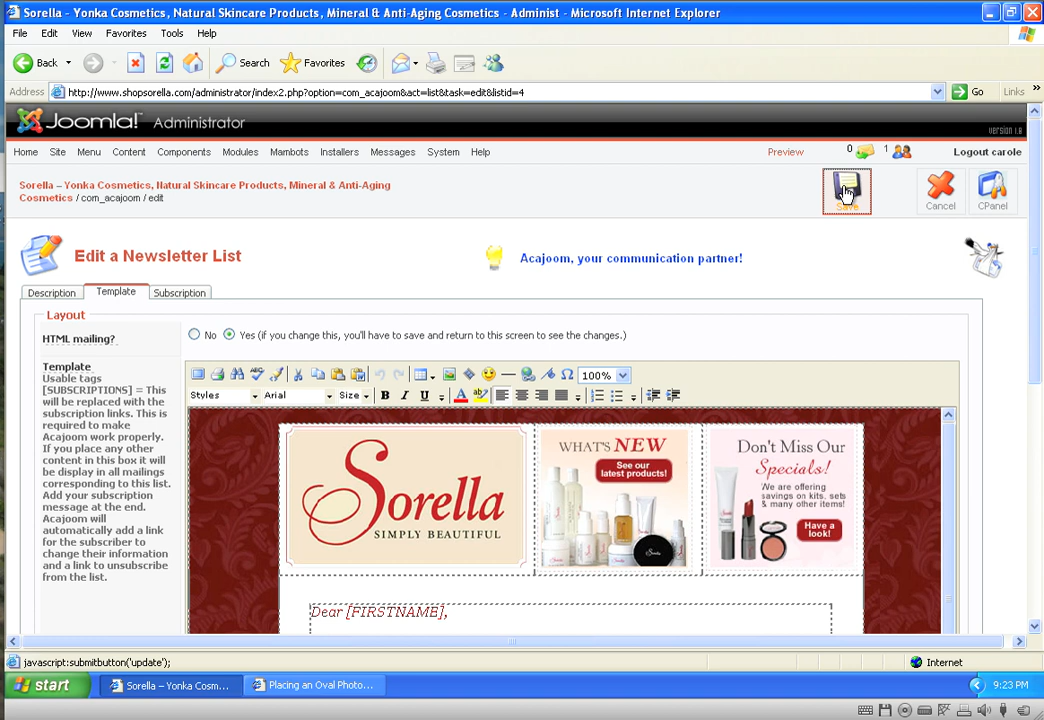 Sorella – Yonka Cosmetics, Natural Skincare Products, Mineral & Anti-Aging Cosmetics - Administ - Microsoft Internet Explorer
File Edit View Favorites Tools Help
Back Search Favorites
Address http://www.shopsorella.com/administrator/index2.php?option=com_acajoom&act=list&task=edit&listid=4 Go Links »
Joomla! Administrator
version 1.0
Home Site Menu Content Components Modules Mambots Installers Messages System Help Preview 0 1 Logout carole
Sorella – Yonka Cosmetics, Natural Skincare Products, Mineral & Anti-Aging
Cosmetics / com_acajoom / edit
Save Cancel CPanel
Edit a Newsletter List
Acajoom, your communication partner!
Description Template Subscription
Layout
HTML mailing?
No Yes (if you change this, you'll have to save and return to this screen to see the changes.)
Template
Usable tags
[SUBSCRIPTIONS] = This
will be replaced with the
subscription links. This is
required to make
Acajoom work properly.
If you place any other
content in this box it will
be display in all mailings
corresponding to this list.
Add your subscription
message at the end.
Acajoom will
automatically add a link
for the subscriber to
change their information
and a link to unsubscribe
from the list.
100%
Styles Arial Size B I U A
Sorella
SIMPLY BEAUTIFUL
WHAT'S NEW
See our
latest products!
Don't Miss Our
Specials!
We are offering
savings on kits, sets
& many other items!
Have a
look!
Dear [FIRSTNAME],
javascript:submitbutton('update'); Internet
start Sorella – Yonka Cosm... Placing an Oval Photo... 9:23 PM